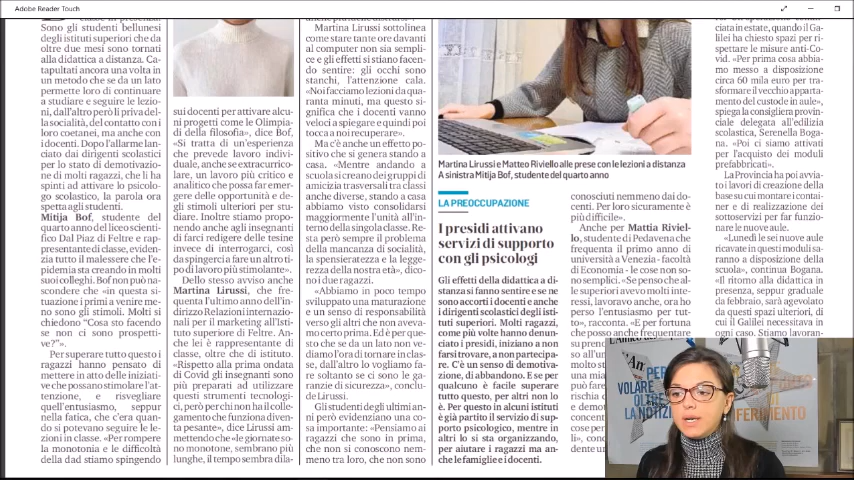 Adobe Reader Touch
Sono gli studenti bellunesi
degli istituti superiori che da
oltre due mesi sono tornati
alla didattica a distanza. Ca-
tapultati ancora una volta in
un metodo che se da un lato
permette loro di continuare
a studiare e seguire le lezio-
ni, dall'altro però li priva del-
la socialità, del contatto con i
loro coetanei, ma anche con
i docenti. Dopo l'allarme lan-
ciato dai dirigenti scolastici
per lo stato di demotivazio-
ne di molti ragazzi, che li ha
spinti ad attivare lo psicolo-
go scolastico, la parola ora
spetta agli studenti.
Mitija Bof, studente del
quarto anno del liceo scienti-
fico Dal Piaz di Feltre e rap-
presentante di classe, eviden-
zia tutto il malessere che l'e-
pidemia sta creando in molti
suoi colleghi. Bof non può na-
scondere che «in questa si-
tuazione i primi a venire me-
no sono gli stimoli. Molti si
chiedono "Cosa sto facendo
se non ci sono prospetti-
ve?"».
Per superare tutto questo i
ragazzi hanno pensato di
mettere in atto delle iniziati-
ve che possano stimolare l'at-
tenzione, e risvegliare
quell'entusiasmo, seppur
nella fatica, che c'era quan-
do si potevano seguire le le-
zioni in classe. «Per rompere
la monotonia e le difficoltà
della dad stiamo spingendo
sui docenti per attivare alcu-
ni progetti come le Olimpia-
di della filosofia», dice Bof,
«Si tratta di un'esperienza
che prevede lavoro indivi-
duale, anche se extracurrico-
lare, un lavoro più critico e
analitico che possa far emer-
gere delle opportunità e de-
gli stimoli ulteriori per stu-
diare. Inoltre stiamo propo-
nendo anche agli insegnanti
di farci redigere delle tesine
invece di interrogarci, così
da spingerci a fare un altro ti-
po di lavoro più stimolante».
Dello stesso avviso anche
Martina Lirussi, che fre-
quenta l'ultimo anno dell'in-
dirizzo Relazioni internazio-
nali per il marketing all'isti-
tuto superiore di Feltre. An-
che lei è rappresentante di
classe, oltre che di istituto.
«Rispetto alla prima ondata
di Covid gli insegnanti sono
più preparati ad utilizzare
questi strumenti tecnologi-
ci, però per chi non ha il colle-
gamento che funziona diven-
ta pesante», dice Lirussi am-
mettendo che «le giornate so-
no monotone, sembrano più
lunghe, il tempo sembra dila-
Martina Lirussi sottolinea
come stare tante ore davanti
al computer non sia sempli-
ce e gli effetti si stiano facen-
do sentire: gli occhi sono
stanchi, l'attenzione cala.
«Noi facciamo lezioni da qua-
ranta minuti, ma questo si-
gnifica che i docenti vanno
veloci a spiegare e quindi poi
tocca a noi recuperare».
Ma c'è anche un effetto po-
sitivo che si genera stando a
casa. «Mentre andando a
scuola si creano dei gruppi di
amicizia trasversali tra classi
anche diverse, stando a casa
abbiamo visto consolidarsi
maggiormente l'unità all'in-
terno della singola classe. Re-
sta però sempre il problema
della mancanza di socialità,
la spensieratezza e la legge-
rezza della nostra età», dico-
no i due ragazzi.
«Abbiamo in poco tempo
sviluppato una maturazione
e un senso di responsabilità
verso gli altri che non aveva-
mo certo prima. Ed è per que-
sto che se da un lato non ve-
diamo l'ora di tornare in clas-
se, dall'altro lo vogliamo fa-
re soltanto se ci sono le ga-
ranzie di sicurezza», conclu-
de Lirussi.
Gli studenti degli ultimi an-
ni però evidenziano una co-
sa importante: «Pensiamo ai
ragazzi che sono in prima,
che non si conoscono nem-
meno tra loro, che non sono
Martina Lirussi e Matteo Riviello alle prese con le lezioni a distanza
A sinistra Mitija Bof, studente del quarto anno
LA PREOCCUPAZIONE
I presidi attivano
servizi di supporto
con gli psicologi
Gli effetti della didattica a di-
stanza si fanno sentire e se ne
sono accorti i docenti e anche
i dirigenti scolastici degli isti-
tuti superiori. Molti ragazzi,
come più volte hanno denun-
ciato i presidi, iniziano a non
farsi trovare, a non partecipa-
re. C'è un senso di demotiva-
zione, di abbandono. E se per
qualcuno è facile superare
tutto questo, per altri non lo
è. Per questo in alcuni istituti
è già partito il servizio di sup-
porto psicologico, mentre in
altri lo si sta organizzando,
per aiutare i ragazzi ma an-
che le famiglie e i docenti.
conosciuti nemmeno dai do-
centi. Per loro sicuramente è
più difficile».
Anche per Mattia Riviel-
lo, studente di Pedavena che
frequenta il primo anno di
università a Venezia - facoltà
di Economia - le cose non so-
no semplici. «Se penso che al-
le superiori avevo molti inte-
ressi, lavoravo anche, ora ho
perso l'entusiasmo per tut-
to», racconta. «E per fortuna
che posso anche frequentare
ciata in estate, quando il Ga-
lilei ha chiesto spazi per ri-
spettare le misure anti-Co-
vid. «Per prima cosa abbia-
mo messo a disposizione
circa 60 mila euro per tra-
sformare il vecchio apparta-
mento del custode in aule»,
spiega la consigliera provin-
ciale delegata all'edilizia
scolastica, Serenella Boga-
na. «Poi ci siamo attivati
per l'acquisto dei moduli
prefabbricati».
La Provincia ha poi avvia-
to i lavori di creazione della
base su cui montare i contai-
ner e di realizzazione dei
sottoservizi per far funzio-
nare le nuove aule.
«Lunedì le sei nuove aule
ricavate in questi moduli sa-
ranno a disposizione della
scuola», continua Bogana.
«Il ritorno alla didattica in
presenza, seppur graduale
da febbraio, sarà agevolato
da questi spazi ulteriori, di
cui il Galilei necessitava in
ogni caso. Stiamo lavoran-
VOLARE
OLTRE
LA NOTIZI